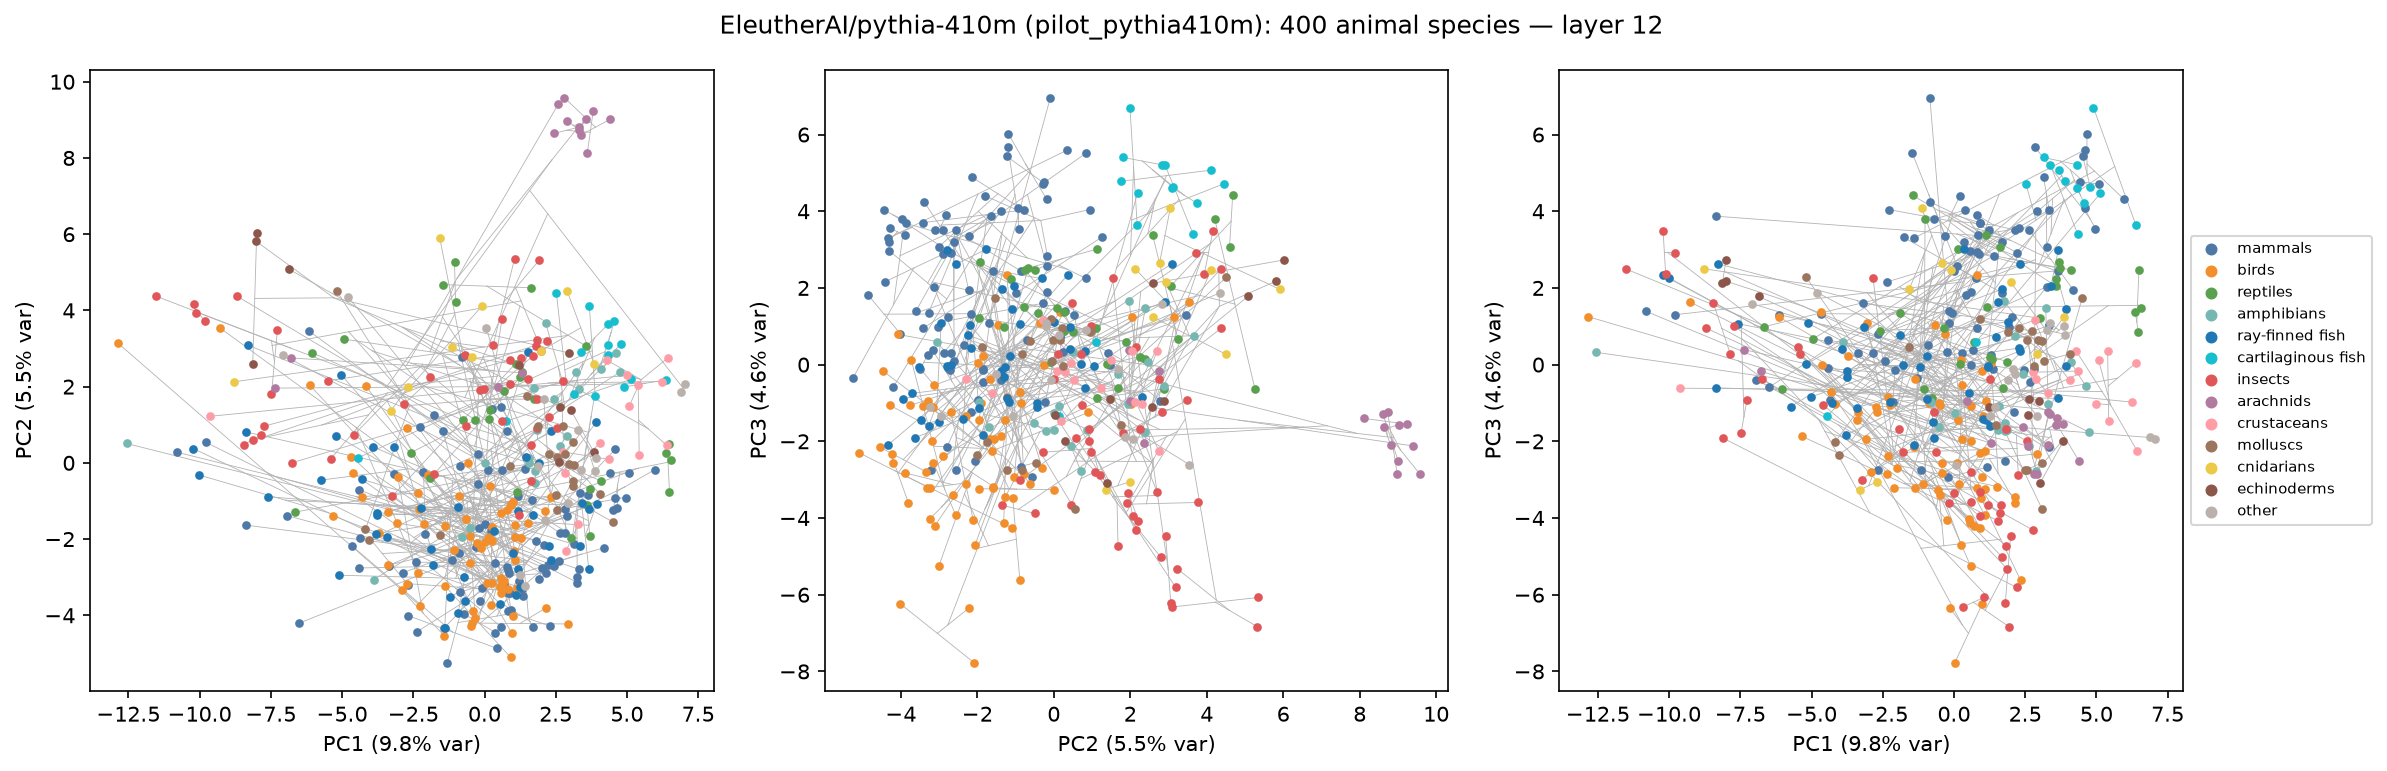 EleutherAI/pythia-410m (pilot_pythia410m): 400 animal species — layer 12
10
8
6
4
2
0
−2
−4
PC2 (5.5% var)
−12.5 −10.0 −7.5 −5.0 −2.5 0.0 2.5 5.0 7.5
PC1 (9.8% var)
6
4
2
0
−2
−4
−6
−8
PC3 (4.6% var)
−4 −2 0 2 4 6 8 10
PC2 (5.5% var)
6
4
2
0
−2
−4
−6
−8
PC3 (4.6% var)
−12.5 −10.0 −7.5 −5.0 −2.5 0.0 2.5 5.0 7.5
PC1 (9.8% var)
mammals
birds
reptiles
amphibians
ray-finned fish
cartilaginous fish
insects
arachnids
crustaceans
molluscs
cnidarians
echinoderms
other